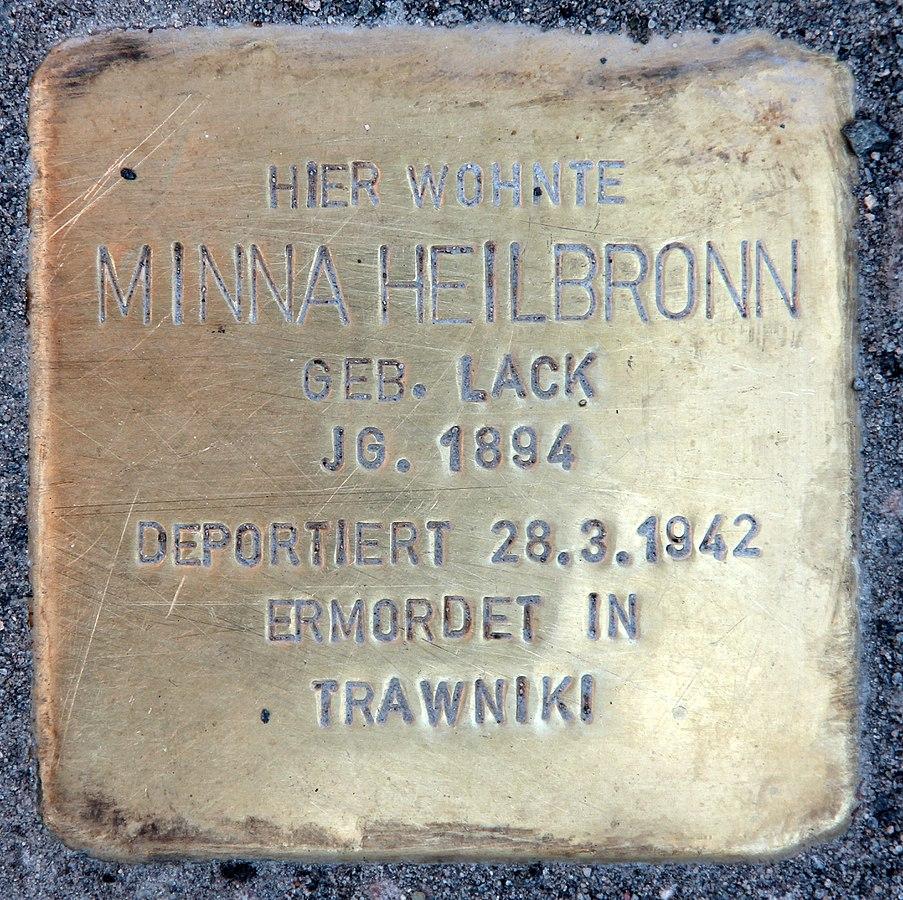 HIER WOHNTE
MINNA HEILBRONN
GEB. LACK
JG. 1894
DEPORTIERT 28.3.1942
ERMORDET IN
TRAWNIKI